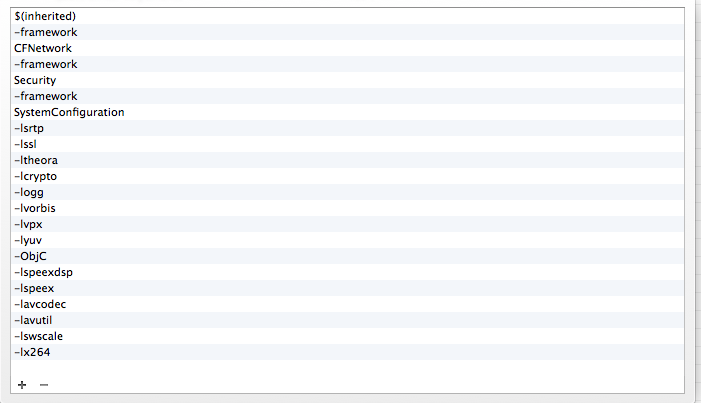 $(inherited)
-framework
CFNetwork
-framework
Security
-framework
SystemConfiguration
-lsrtp
-lssl
-ltheora
-lcrypto
-logg
-lvorbis
-lvpx
-lyuv
-ObjC
-lspeexdsp
-lspeex
-lavcodec
-lavutil
-lswscale
-lx264